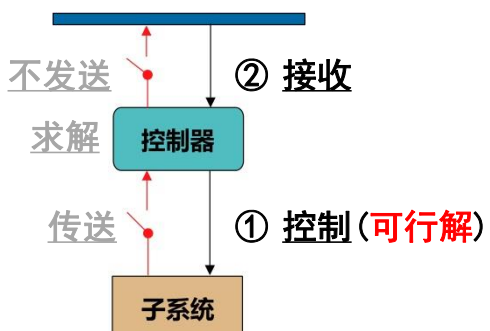 不发送 ② 接收
求解 控制器
传送 ① 控制(可行解)
子系统